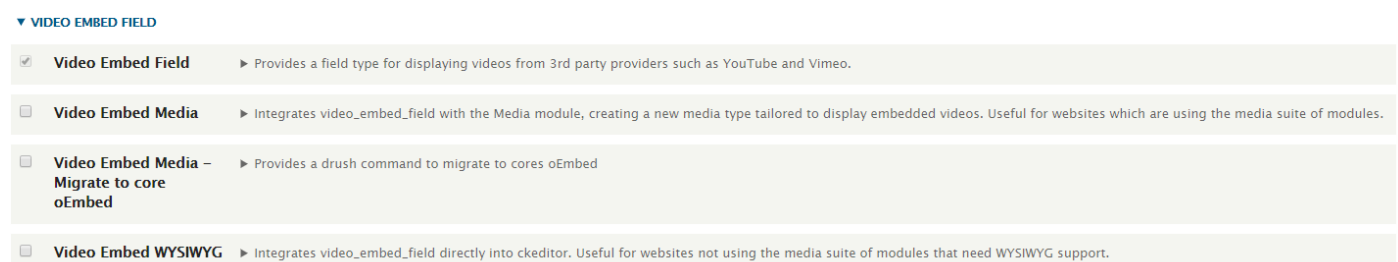 VIDEO EMBED FIELD
Video Embed Field Provides a field type for displaying videos from 3rd party providers such as YouTube and Vimeo.
Video Embed Media Integrates video_embed_field with the Media module, creating a new media type tailored to display embedded videos. Useful for websites which are using the media suite of modules.
Video Embed Media – Provides a drush command to migrate to cores oEmbed
Migrate to core
oEmbed
Video Embed WYSIWYG Integrates video_embed_field directly into ckeditor. Useful for websites not using the media suite of modules that need WYSIWYG support.